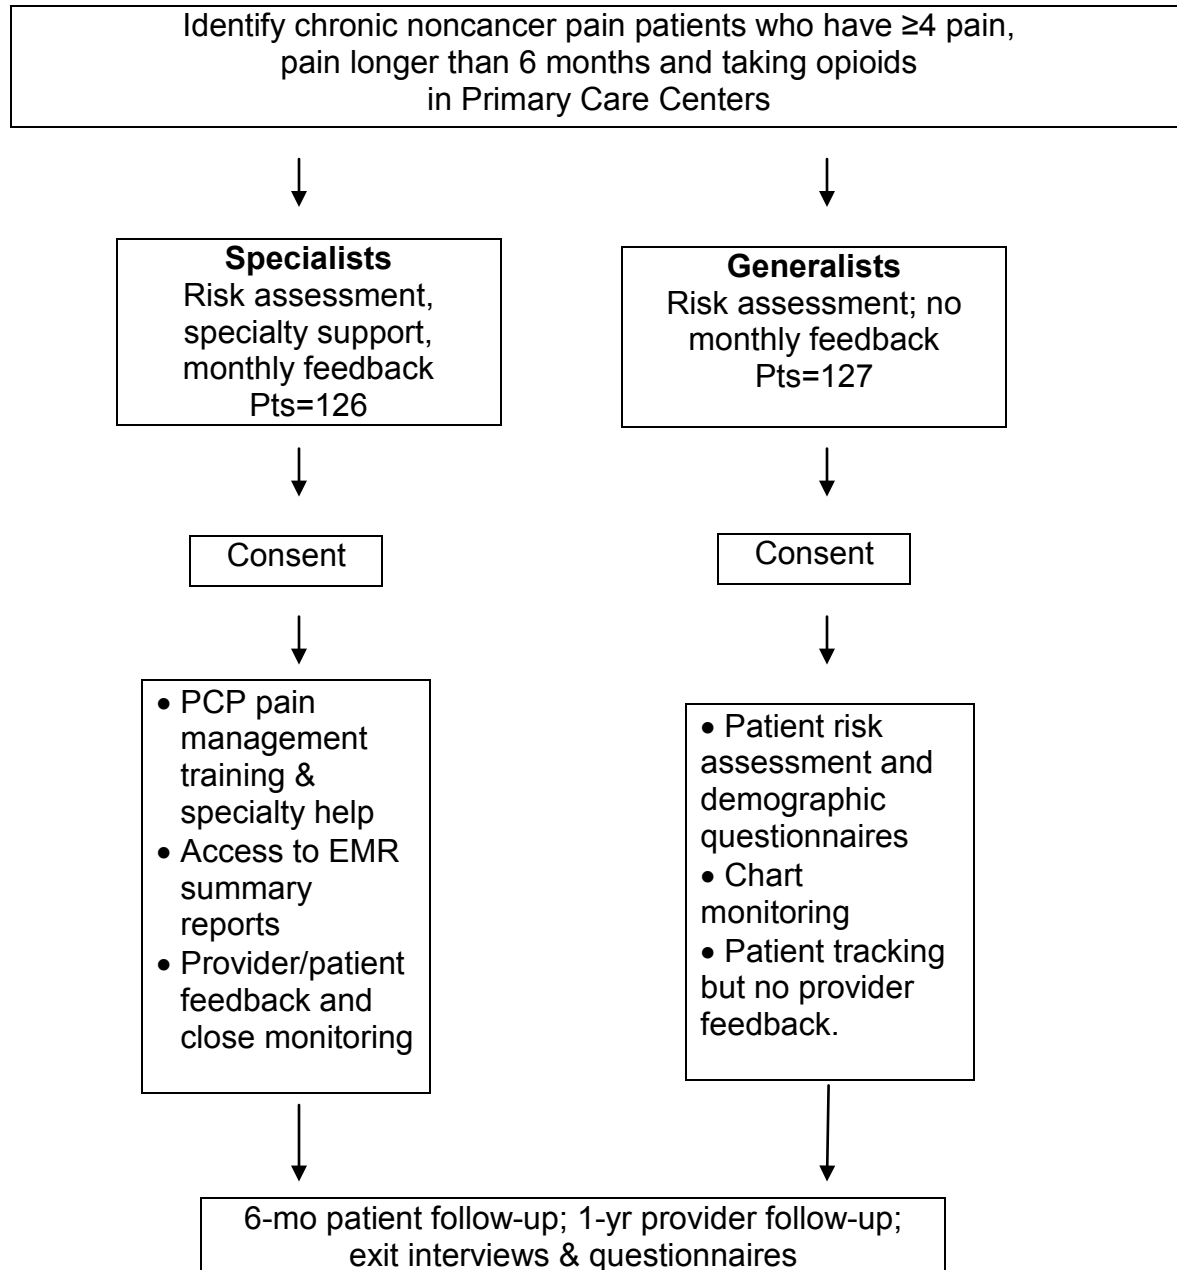 Identify chronic noncancer pain patients who have ≥4 pain,
pain longer than 6 months and taking opioids
in Primary Care Centers
Specialists
Risk assessment,
specialty support,
monthly feedback
Pts=126
Generalists
Risk assessment; no
monthly feedback
Pts=127
Consent
Consent
• PCP pain
management
training &
specialty help
• Access to EMR
summary
reports
• Provider/patient
feedback and
close monitoring
• Patient risk
assessment and
demographic
questionnaires
• Chart
monitoring
• Patient tracking
but no provider
feedback.
6-mo patient follow-up; 1-yr provider follow-up;
exit interviews & questionnaires